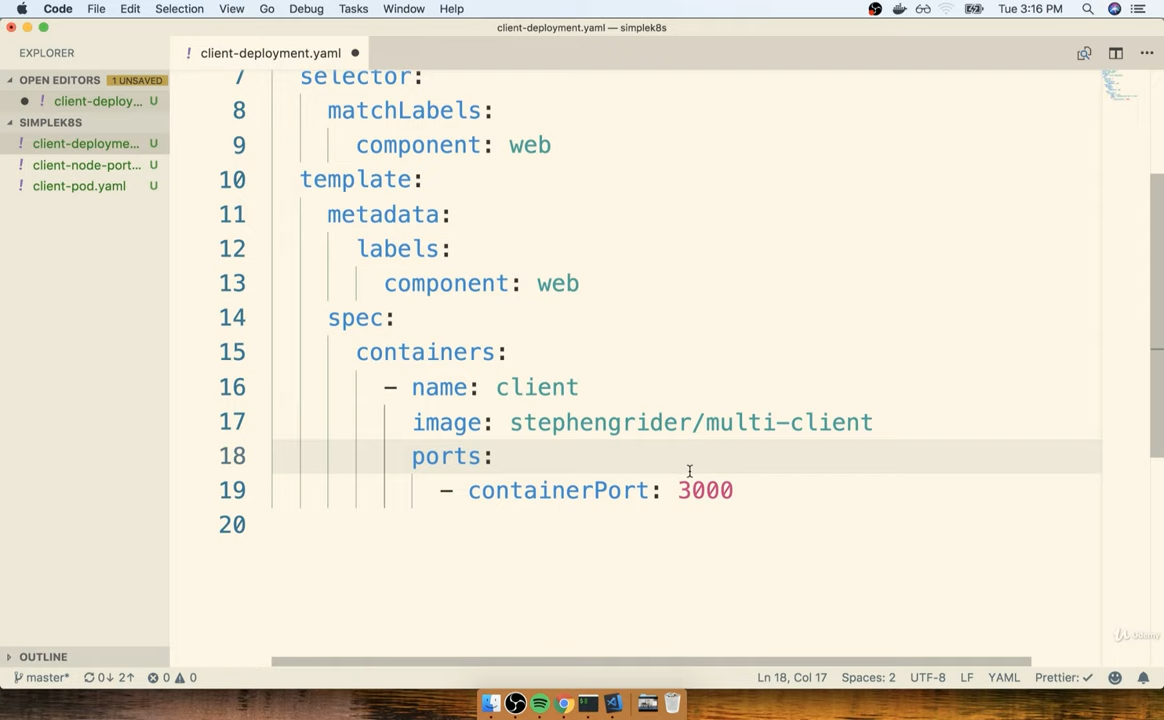 Code File Edit Selection View Go Debug Tasks Window Help Tue 3:16 PM
client-deployment.yaml — simplek8s
EXPLORER
! client-deployment.yaml
OPEN EDITORS 1 UNSAVED
! client-deploy... U
SIMPLEK8S
! client-deployme... U
! client-node-port... U
! client-pod.yaml U
7 selector:
8 matchLabels:
9 component: web
10 template:
11 metadata:
12 labels:
13 component: web
14 spec:
15 containers:
16 - name: client
17 image: stephengrider/multi-client
18 ports:
19 - containerPort: 3000
20
Udemy
OUTLINE
master* 0↓ 2↑ 0 0 Ln 18, Col 17 Spaces: 2 UTF-8 LF YAML Prettier: ✓